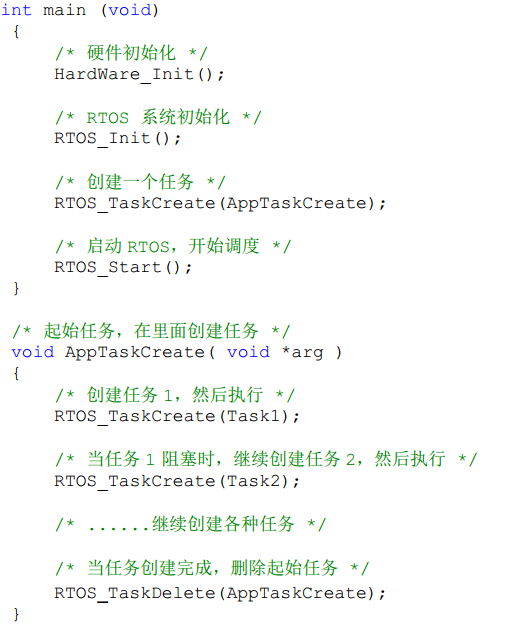 int main (void)
{
/* 硬件初始化 */
HardWare_Init();
/* RTOS 系统初始化 */
RTOS_Init();
/* 创建一个任务 */
RTOS_TaskCreate(AppTaskCreate);
/* 启动 RTOS，开始调度 */
RTOS_Start();
}
/* 起始任务，在里面创建任务 */
void AppTaskCreate( void *arg )
{
/* 创建任务 1，然后执行 */
RTOS_TaskCreate(Task1);
/* 当任务 1 阻塞时，继续创建任务 2，然后执行 */
RTOS_TaskCreate(Task2);
/* ......继续创建各种任务 */
/* 当任务创建完成，删除起始任务 */
RTOS_TaskDelete(AppTaskCreate);
}